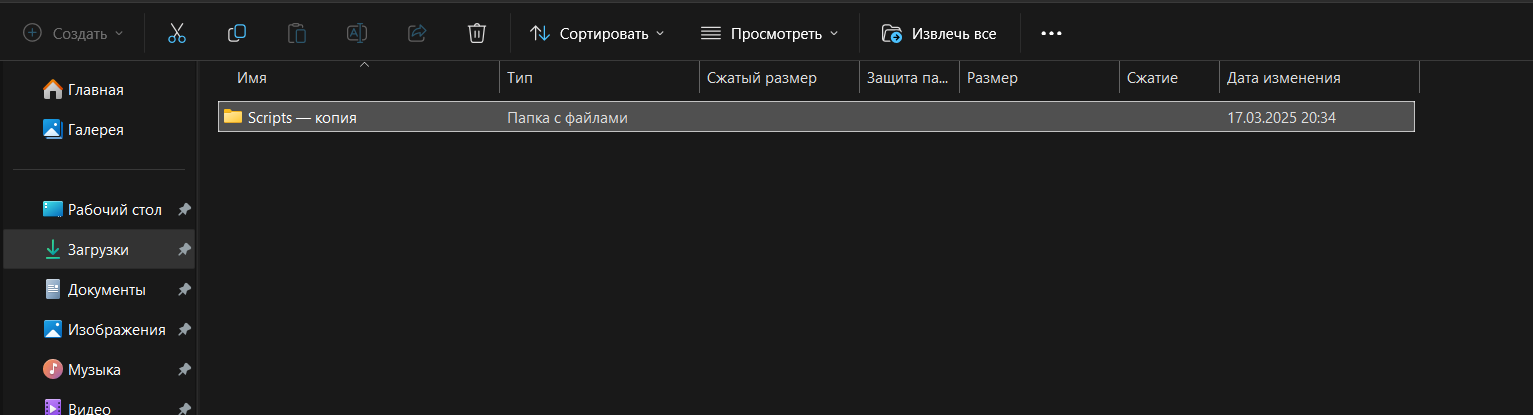 Создать Сортировать Просмотреть Извлечь все
Имя Тип Сжатый размер Защита па... Размер Сжатие Дата изменения
Scripts — копия Папка с файлами 17.03.2025 20:34
Главная
Галерея
Рабочий стол
Загрузки
Документы
Изображения
Музыка
Видео